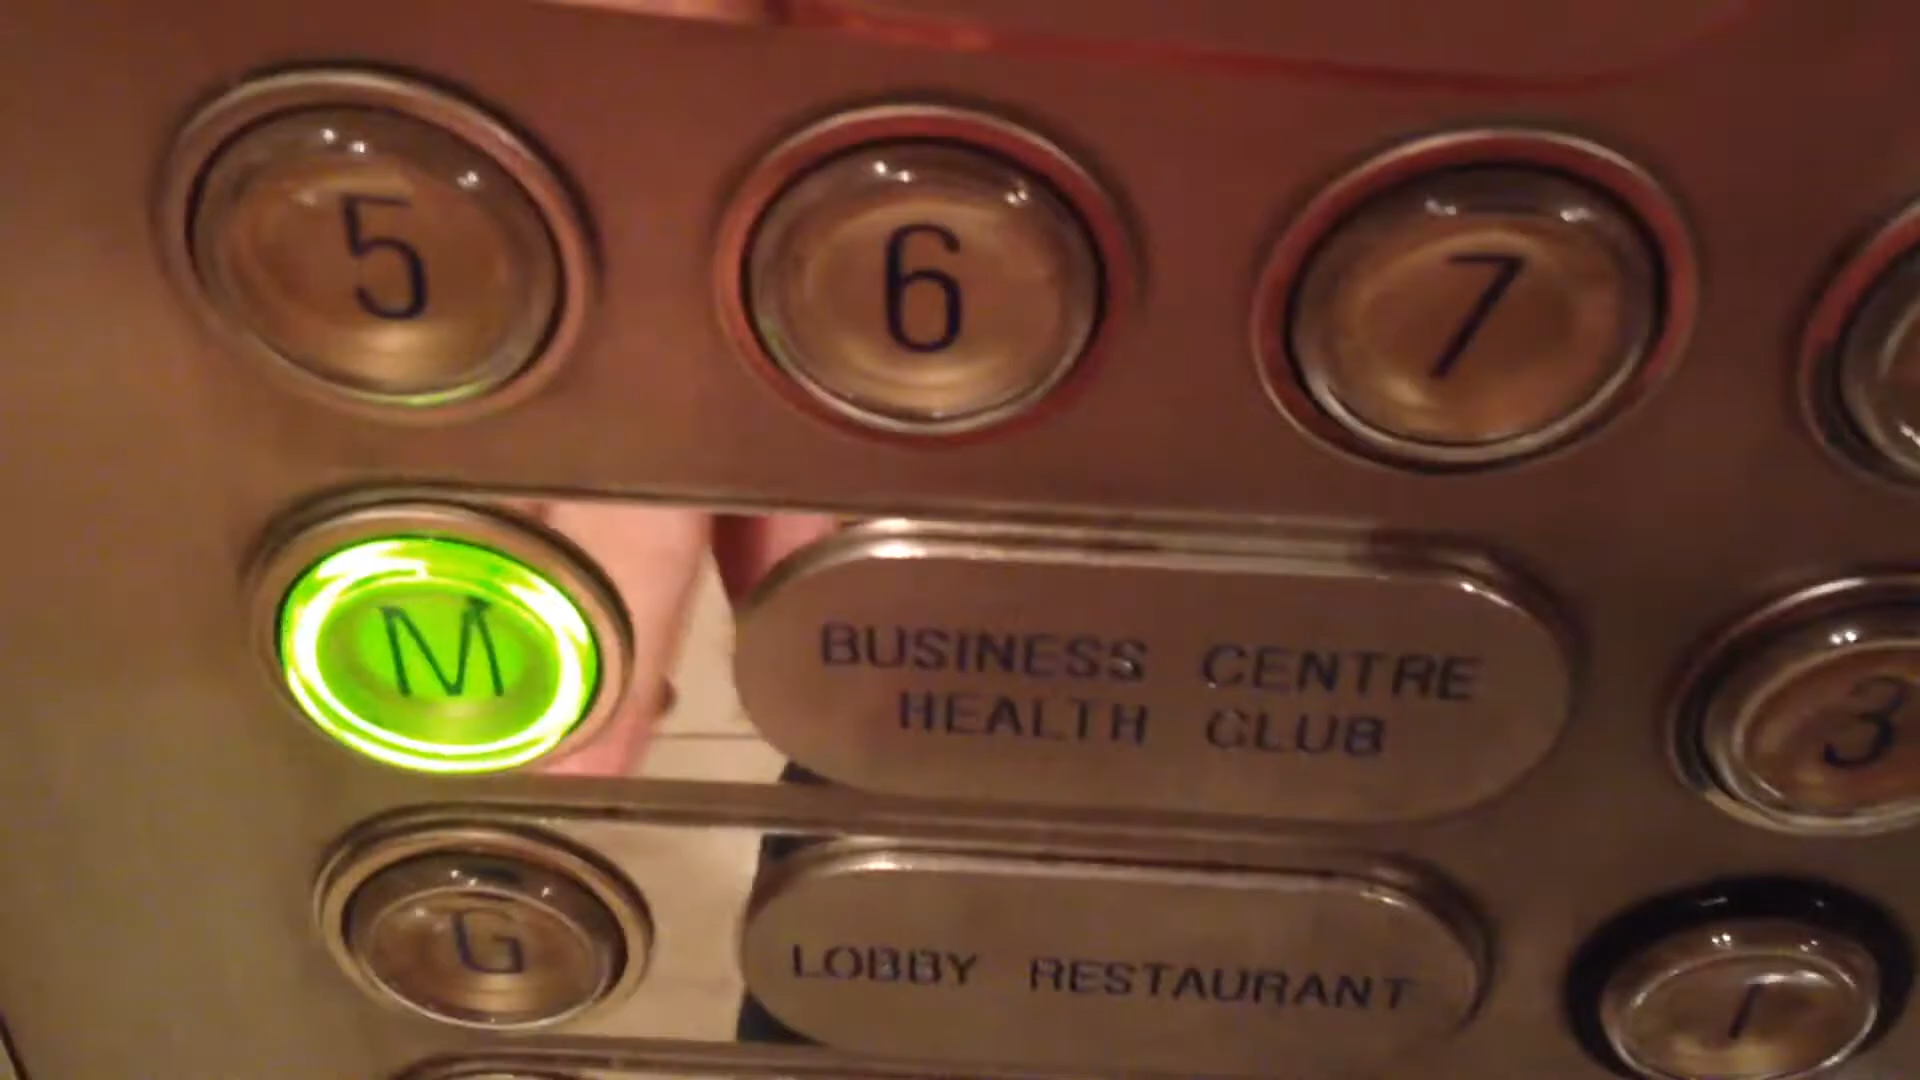 5 6 7
M BUSINESS CENTRE
HEALTH CLUB
3
G LOBBY RESTAURANT
1